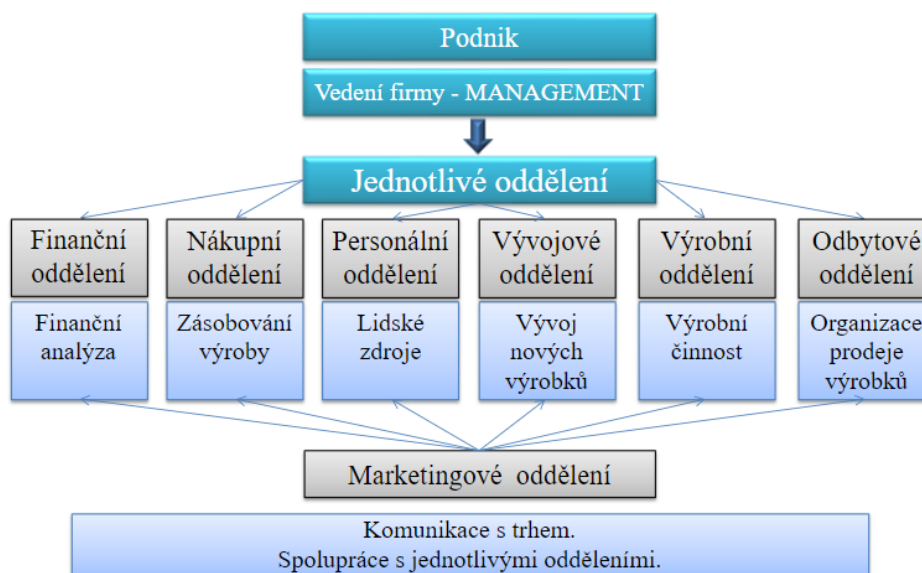 Podnik
Vedení firmy - MANAGEMENT
Jednotlivé oddělení
Finanční
oddělení
Nákupní
oddělení
Personální
oddělení
Vývojové
oddělení
Výrobní
oddělení
Odbytové
oddělení
Finanční
analýza
Zásobování
výroby
Lidské
zdroje
Vývoj
nových
výrobků
Výrobní
činnost
Organizace
prodeje
výrobků
Marketingové oddělení
Komunikace s trhem.
Spolupráce s jednotlivými odděleními.